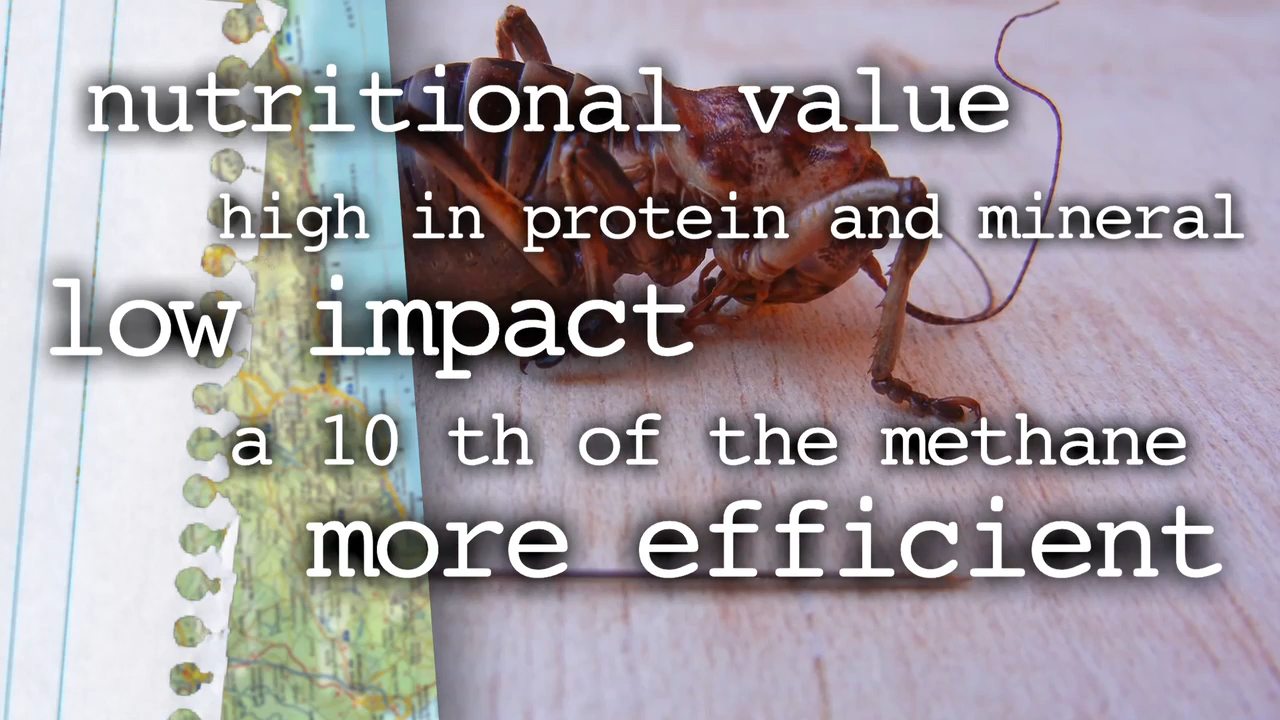 nutritional value
high in protein and mineral
low impact
a 10 th of the methane
more efficient